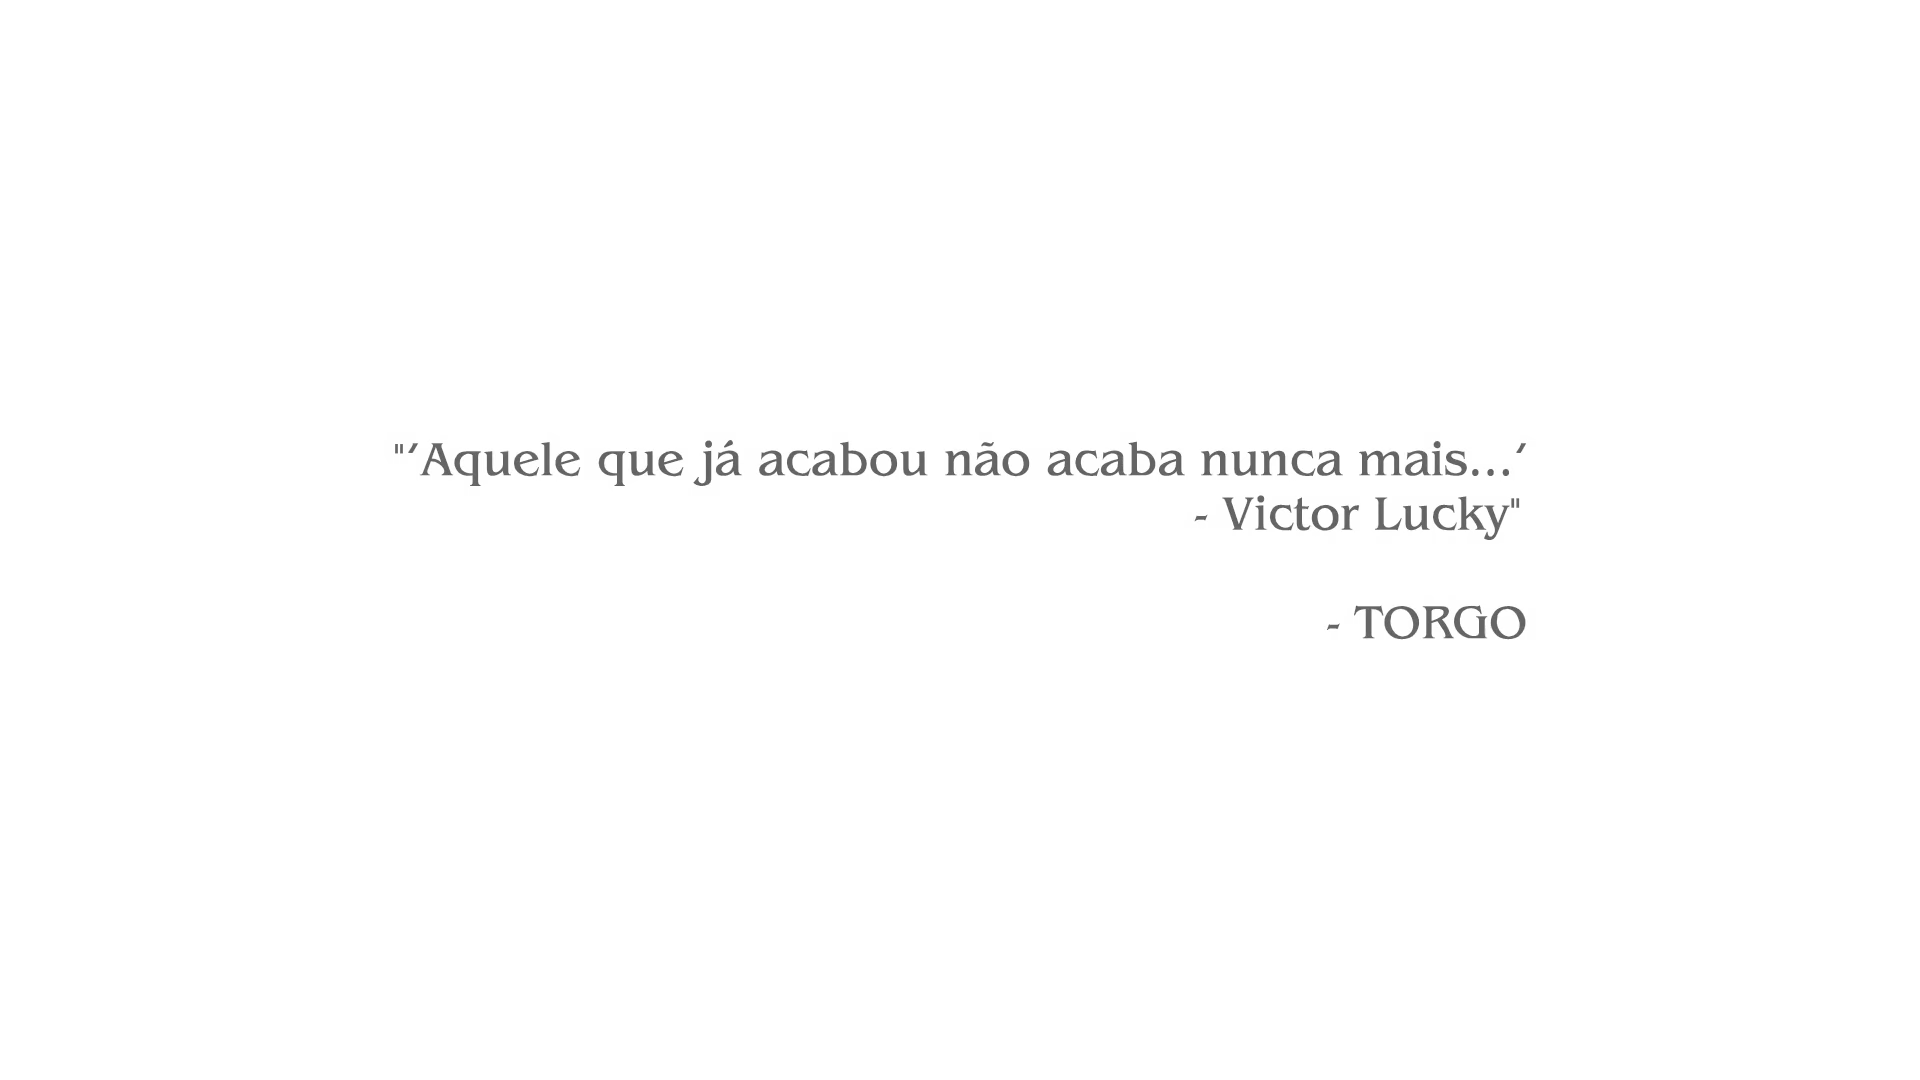 "’Aquele que já acabou não acaba nunca mais...’
- Victor Lucky"
- TORGO